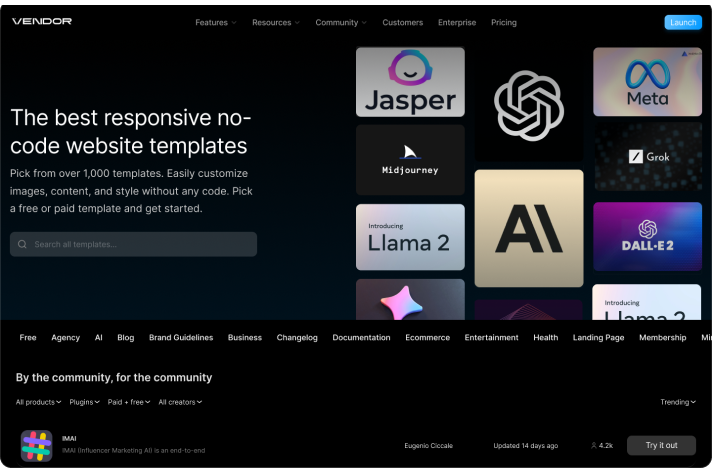 VENDOR
Features Resources Community Customers Enterprise Pricing
Launch
The best responsive no-
code website templates
Pick from over 1,000 templates. Easily customize
images, content, and style without any code. Pick
a free or paid template and get started.
Search all templates...
Jasper
Midjourney
Introducing
Llama 2
AI
Meta
Grok
DALL·E 2
Introducing
Llama 2
Free Agency AI Blog Brand Guidelines Business Changelog Documentation Ecommerce Entertainment Health Landing Page Membership Mi
By the community, for the community
All products Plugins Paid + free All creators
Trending
IMAI
IMAI (Influencer Marketing AI) is an end-to-end
Eugenio Ciccale
Updated 14 days ago
4.2k
Try it out